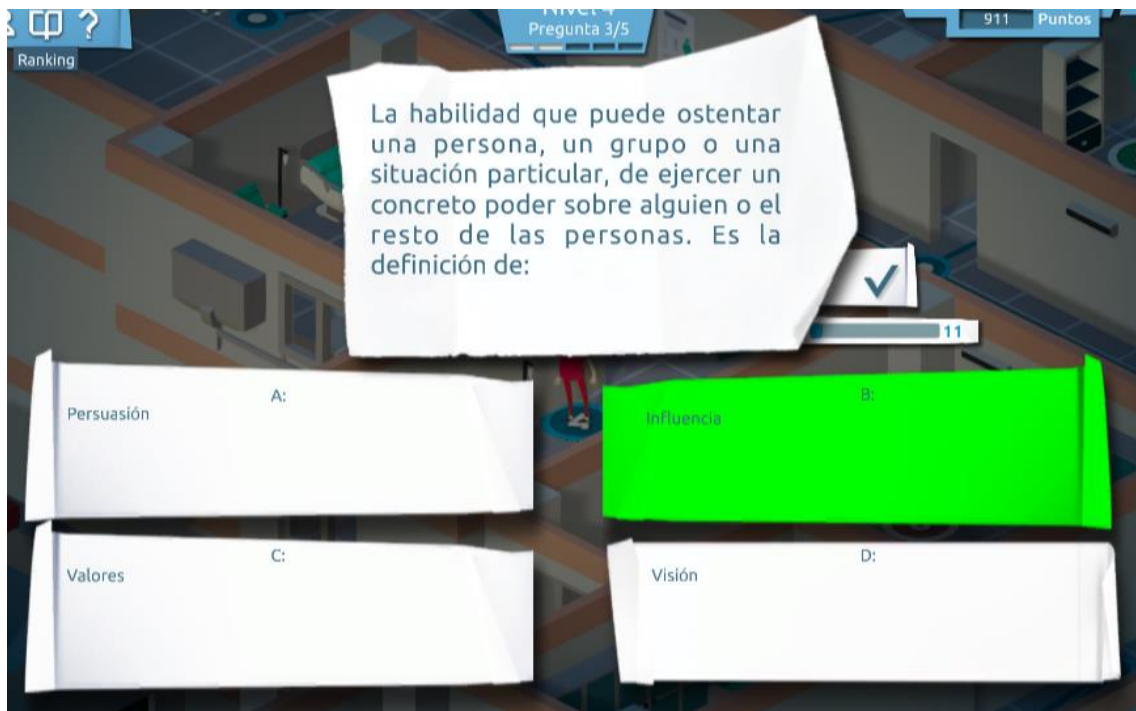 Nivel 4
Pregunta 3/5
911 Puntos
Ranking
La habilidad que puede ostentar
una persona, un grupo o una
situación particular, de ejercer un
concreto poder sobre alguien o el
resto de las personas. Es la
definición de:
11
A:
Persuasión
B:
Influencia
C:
Valores
D:
Visión